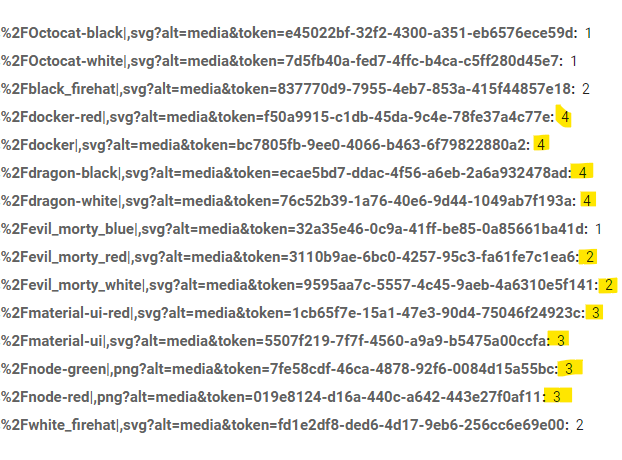 %2FOctocat-black|,svg?alt=media&token=e45022bf-32f2-4300-a351-eb6576ece59d: 1
%2FOctocat-white|,svg?alt=media&token=7d5fb40a-fed7-4ffc-b4ca-c5ff280d45e7: 1
%2Fblack_firehat|,svg?alt=media&token=837770d9-7955-4eb7-853a-415f44857e18: 2
%2Fdocker-red|,svg?alt=media&token=f50a9915-c1db-45da-9c4e-78fe37a4c77e: 4
%2Fdocker|,svg?alt=media&token=bc7805fb-9ee0-4066-b463-6f79822880a2: 4
%2Fdragon-black|,svg?alt=media&token=ecae5bd7-ddac-4f56-a6eb-2a6a932478ad: 4
%2Fdragon-white|,svg?alt=media&token=76c52b39-1a76-40e6-9d44-1049ab7f193a: 4
%2Fevil_morty_blue|,svg?alt=media&token=32a35e46-0c9a-41ff-be85-0a85661ba41d: 1
%2Fevil_morty_red|,svg?alt=media&token=3110b9ae-6bc0-4257-95c3-fa61fe7c1ea6: 2
%2Fevil_morty_white|,svg?alt=media&token=9595aa7c-5557-4c45-9aeb-4a6310e5f141: 2
%2Fmaterial-ui-red|,svg?alt=media&token=1cb65f7e-15a1-47e3-90d4-75046f24923c: 3
%2Fmaterial-ui|,svg?alt=media&token=5507f219-7f7f-4560-a9a9-b5475a00ccfa: 3
%2Fnode-green|,png?alt=media&token=7fe58cdf-46ca-4878-92f6-0084d15a55bc: 3
%2Fnode-red|,png?alt=media&token=019e8124-d16a-440c-a642-443e27f0af11: 3
%2Fwhite_firehat|,svg?alt=media&token=fd1e2df8-ded6-4d17-9eb6-256cc6e69e00: 2